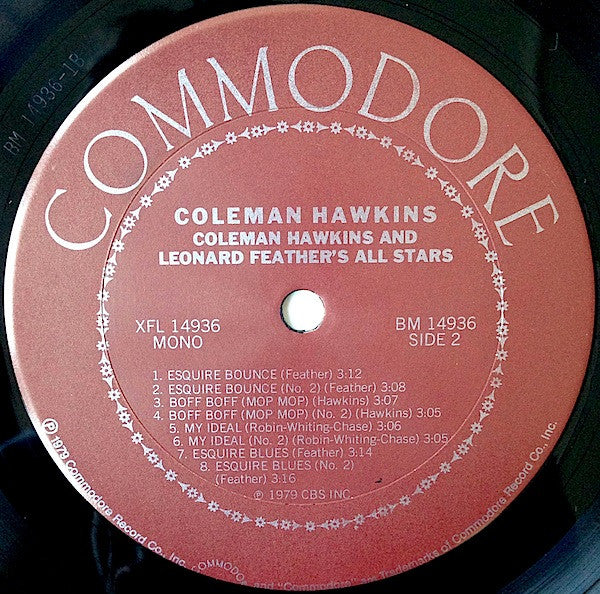 COMMODORE
COLEMAN HAWKINS
COLEMAN HAWKINS AND
LEONARD FEATHER'S ALL STARS
XFL 14936
MONO
BM 14936
SIDE 2
1. ESQUIRE BOUNCE (Feather) 3:12
2. ESQUIRE BOUNCE (No. 2) (Feather) 3:08
3. BOFF BOFF (MOP MOP) (Hawkins) 3:07
4. BOFF BOFF (MOP MOP) (No. 2) (Hawkins) 3:05
5. MY IDEAL (Robin-Whiting-Chase) 3:06
6. MY IDEAL (No. 2) (Robin-Whiting-Chase) 3:05
7. ESQUIRE BLUES (Feather) 3:14
8. ESQUIRE BLUES (No. 2)
(Feather) 3:16
℗ 1979 CBS INC.
℗ 1979 Commodore Record Co., Inc. COMMODORE and "Commodore" are Trademarks of Commodore Record Co., Inc.
BM 14936-1B